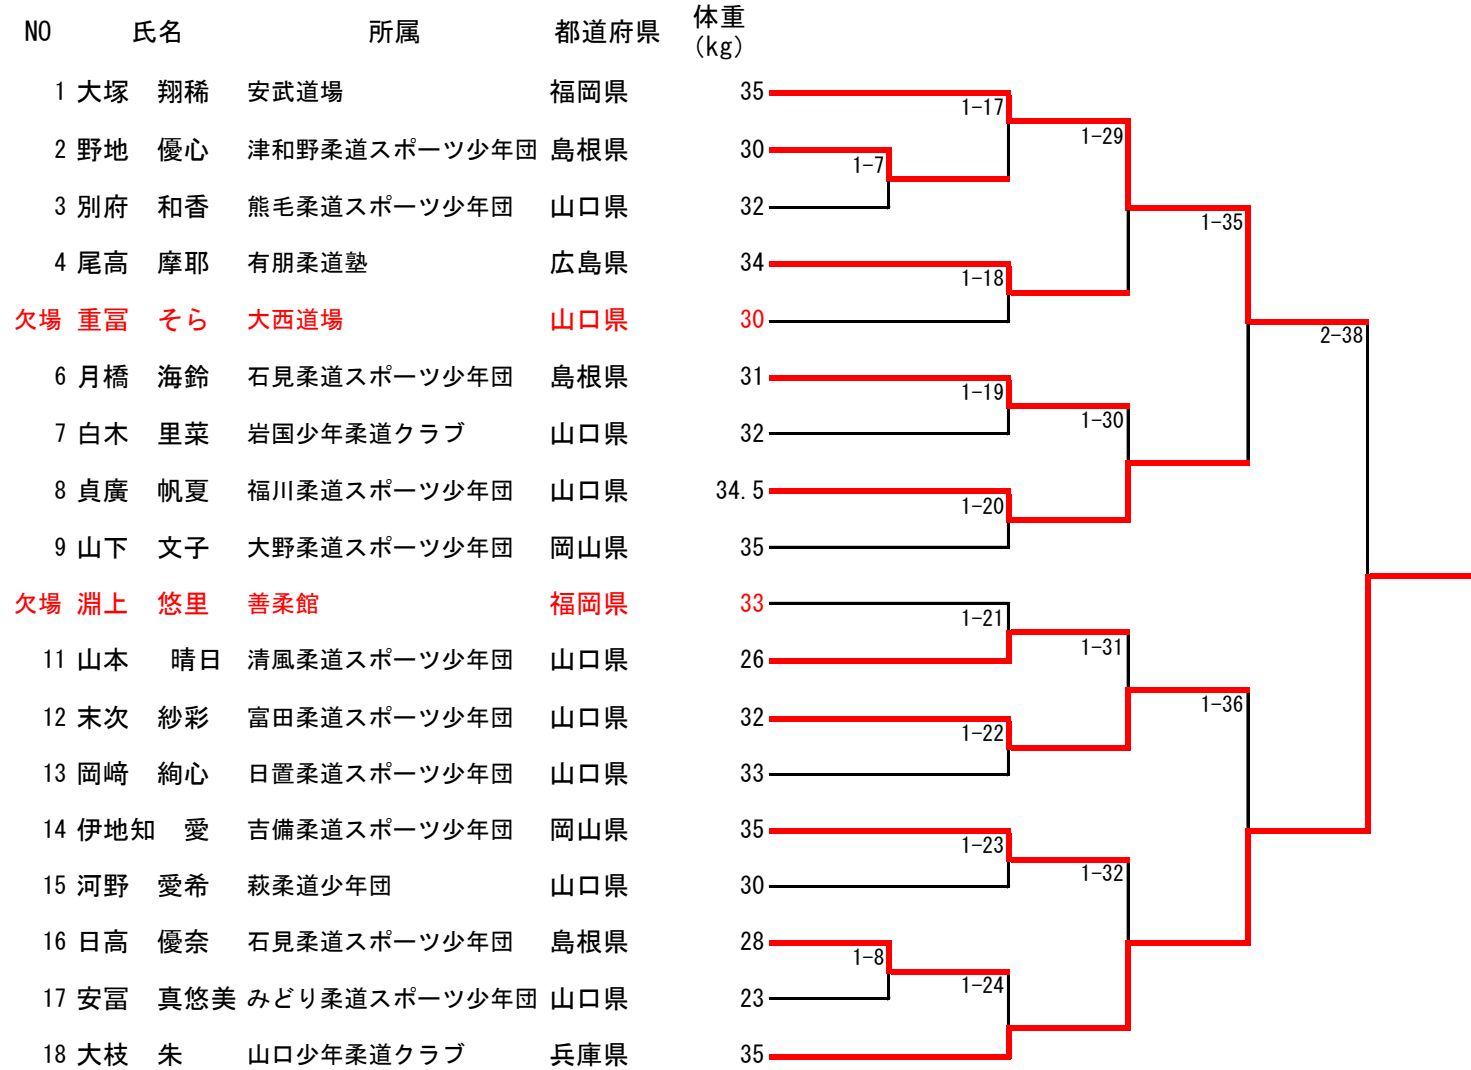 NO 氏名 所属 都道府県 体重(kg)
1 大塚 翔稀 安武道場 福岡県 35
1-17
2 野地 優心 津和野柔道スポーツ少年団 島根県 30
1-29
1-7
3 別府 和香 熊毛柔道スポーツ少年団 山口県 32
1-35
4 尾高 摩耶 有朋柔道塾 広島県 34
1-18
欠場 重冨 そら 大西道場 山口県 30
2-38
6 月橋 海鈴 石見柔道スポーツ少年団 島根県 31
1-19
1-30
7 白木 里菜 岩国少年柔道クラブ 山口県 32
8 貞廣 帆夏 福川柔道スポーツ少年団 山口県 34.5
1-20
9 山下 文子 大野柔道スポーツ少年団 岡山県 35
欠場 淵上 悠里 善柔館 福岡県 33
1-21
1-31
11 山本 晴日 清風柔道スポーツ少年団 山口県 26
1-36
12 末次 紗彩 富田柔道スポーツ少年団 山口県 32
1-22
13 岡﨑 絢心 日置柔道スポーツ少年団 山口県 33
14 伊地知 愛 吉備柔道スポーツ少年団 岡山県 35
1-23
1-32
15 河野 愛希 萩柔道少年団 山口県 30
16 日高 優奈 石見柔道スポーツ少年団 島根県 28
1-8
1-24
17 安冨 真悠美 みどり柔道スポーツ少年団 山口県 23
18 大枝 朱 山口少年柔道クラブ 兵庫県 35